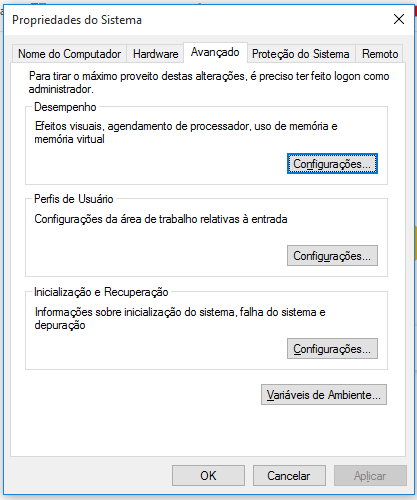 Propriedades do Sistema
Nome do Computador
Hardware
Avançado
Proteção do Sistema
Remoto
Para tirar o máximo proveito destas alterações, é preciso ter feito logon como
administrador.
Desempenho
Efeitos visuais, agendamento de processador, uso de memória e
memória virtual
Configurações...
Perfis de Usuário
Configurações da área de trabalho relativas à entrada
Configurações...
Inicialização e Recuperação
Informações sobre inicialização do sistema, falha do sistema e
depuração
Configurações...
Variáveis de Ambiente...
OK
Cancelar
Aplicar